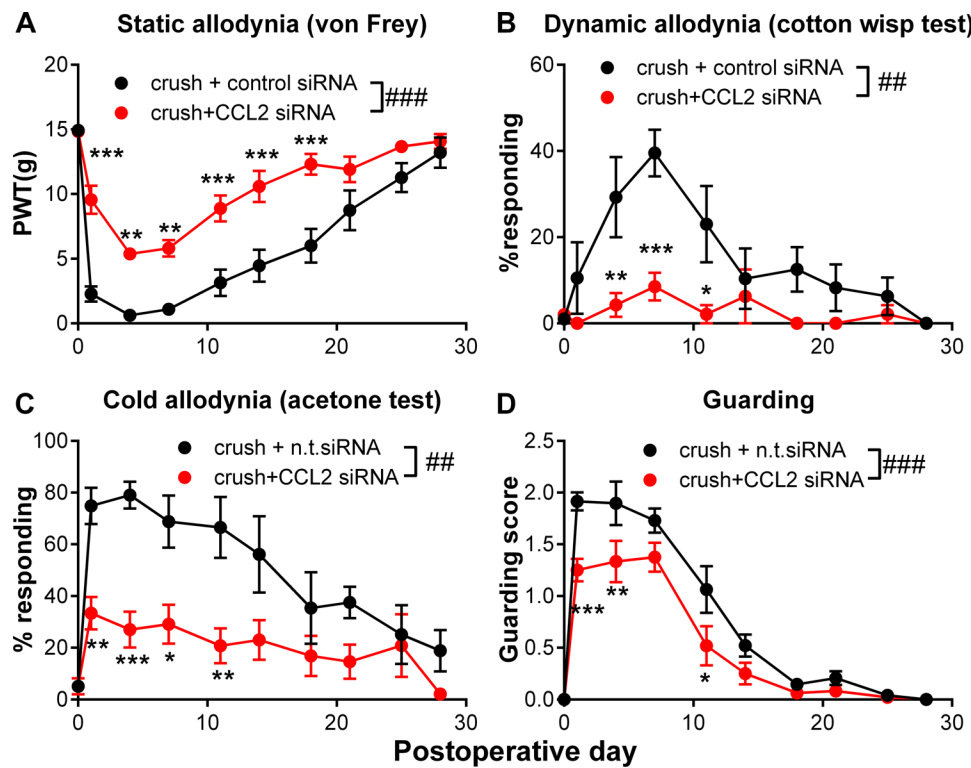 A Static allodynia (von Frey)
crush + control siRNA
crush+CCL2 siRNA
###
PWT(g)
20
15
10
5
0
*** ** ** *** *** ***
0 10 20 30
B Dynamic allodynia (cotton wisp test)
crush + control siRNA
crush+CCL2 siRNA
##
%responding
60
40
20
0
** *** *
0 10 20 30
C Cold allodynia (acetone test)
crush + n.t.siRNA
crush+CCL2 siRNA
##
% responding
100
80
60
40
20
0
** *** * **
0 10 20 30
D Guarding
crush + n.t.siRNA
crush+CCL2 siRNA
###
Guarding score
2.5
2.0
1.5
1.0
0.5
0.0
*** ** *
0 10 20 30
Postoperative day